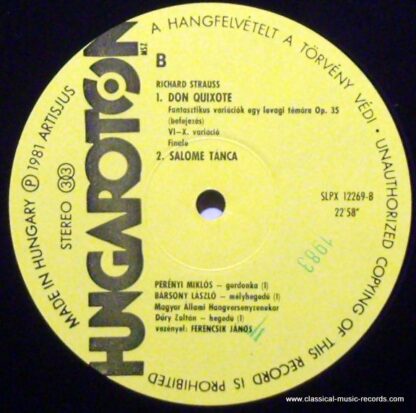 A HANGFELVÉTELT A TÖRVÉNY VÉDI · UNAUTHORIZED COPYING OF THIS RECORD IS PROHIBITED
MADE IN HUNGARY Ⓟ 1981 ARTISJUS
STEREO 33
HUNGAROTON
MSZ
B
RICHARD STRAUSS
1. DON QUIXOTE
Fantasztikus variációk egy lovagi témára Op. 35
(befejezés)
VI–X. variáció
Finale
2. SALOME TÁNCA
SLPX 12269-B
22'58"
1983
PERÉNYI MIKLÓS – gordonka (1)
BÁRSONY LÁSZLÓ – mélyhegedű (1)
Magyar Állami Hangversenyzenekar
Döry Zoltán – hegedű (1)
vezényel: FERENCSIK JÁNOS
www.classical-music-records.com